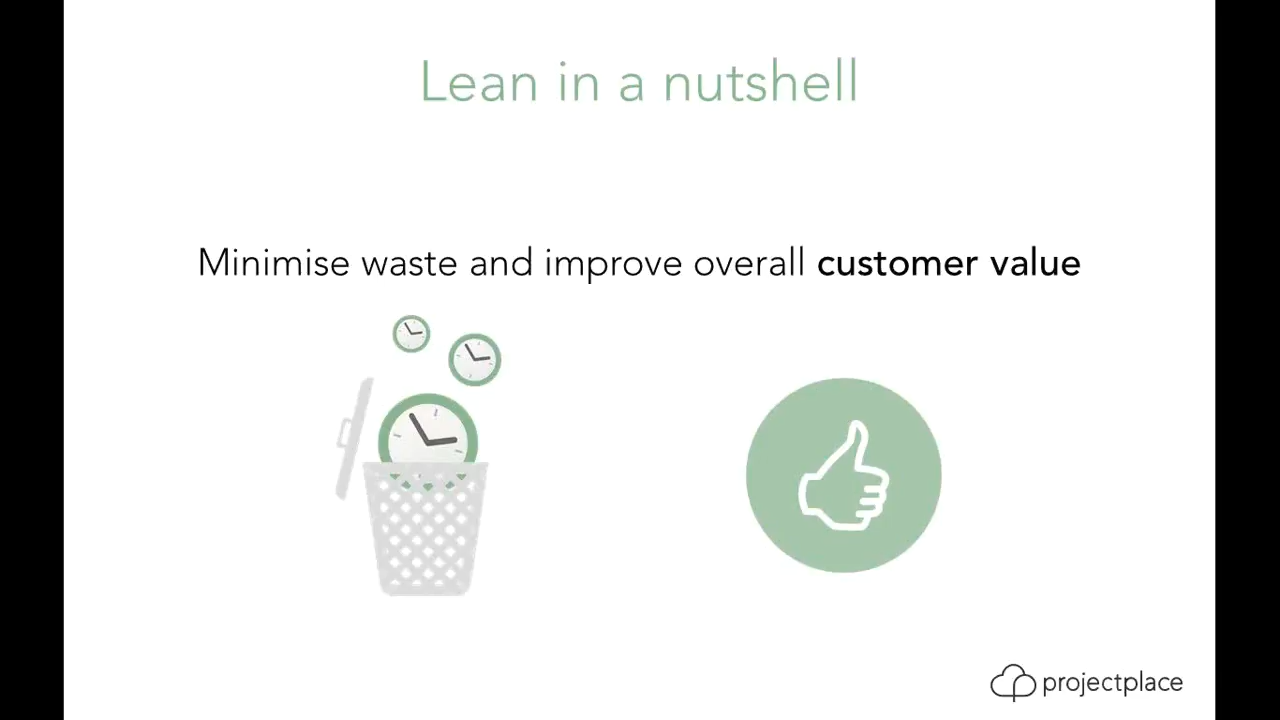 Lean in a nutshell
Minimise waste and improve overall customer value
projectplace